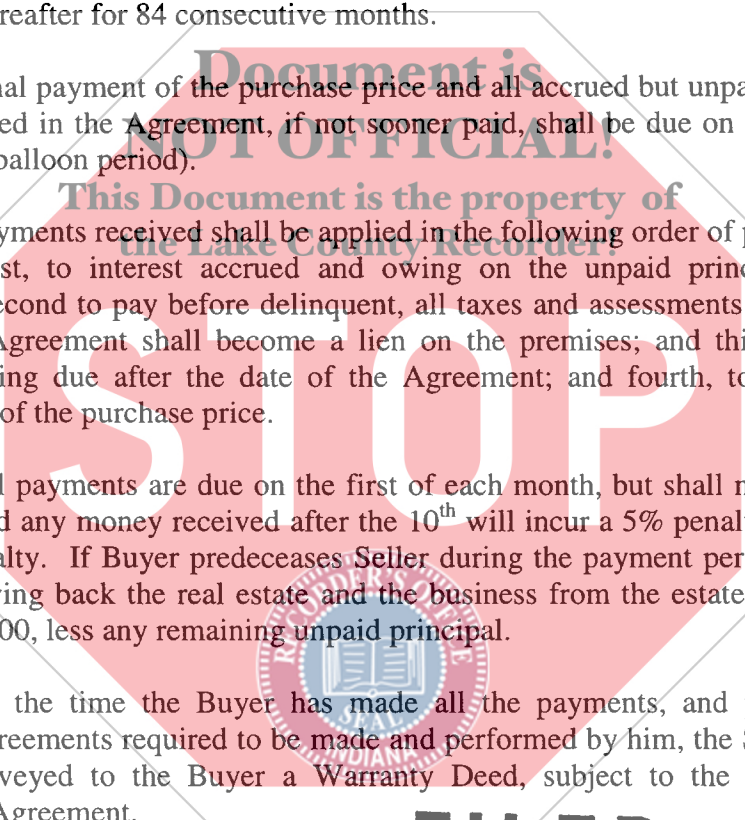 reafter for 84 consecutive months.
Document is
nal payment of the purchase price and all accrued but unpa
ed in the Agreement, if not sooner paid, shall be due on
NOT OFFICIAL!
balloon period).
This Document is the property of
yments received shall be applied in the following order of p
the Lake County Recorder!
st, to interest accrued and owing on the unpaid princ
econd to pay before delinquent, all taxes and assessments
Agreement shall become a lien on the premises; and thi
ing due after the date of the Agreement; and fourth, to
of the purchase price.
STOP
l payments are due on the first of each month, but shall n
d any money received after the 10th will incur a 5% penal
alty. If Buyer predeceases Seller during the payment per
ing back the real estate and the business from the estate
00, less any remaining unpaid principal.
RECORDER'S OFFICE
SEAL
INDIANA
the time the Buyer has made all the payments, and
reements required to be made and performed by him, the S
veyed to the Buyer a Warranty Deed, subject to the
Agreement.